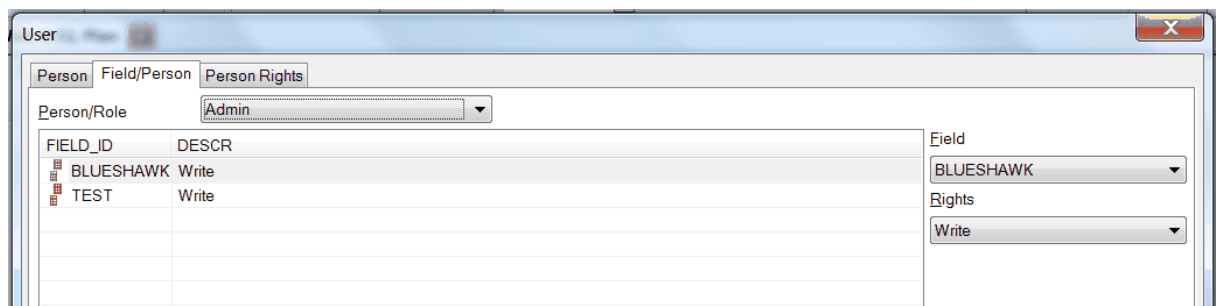 User
Person Field/Person Person Rights
Person/Role Admin
FIELD_ID DESCR
BLUESHAWK Write
TEST Write
Field
BLUESHAWK
Rights
Write